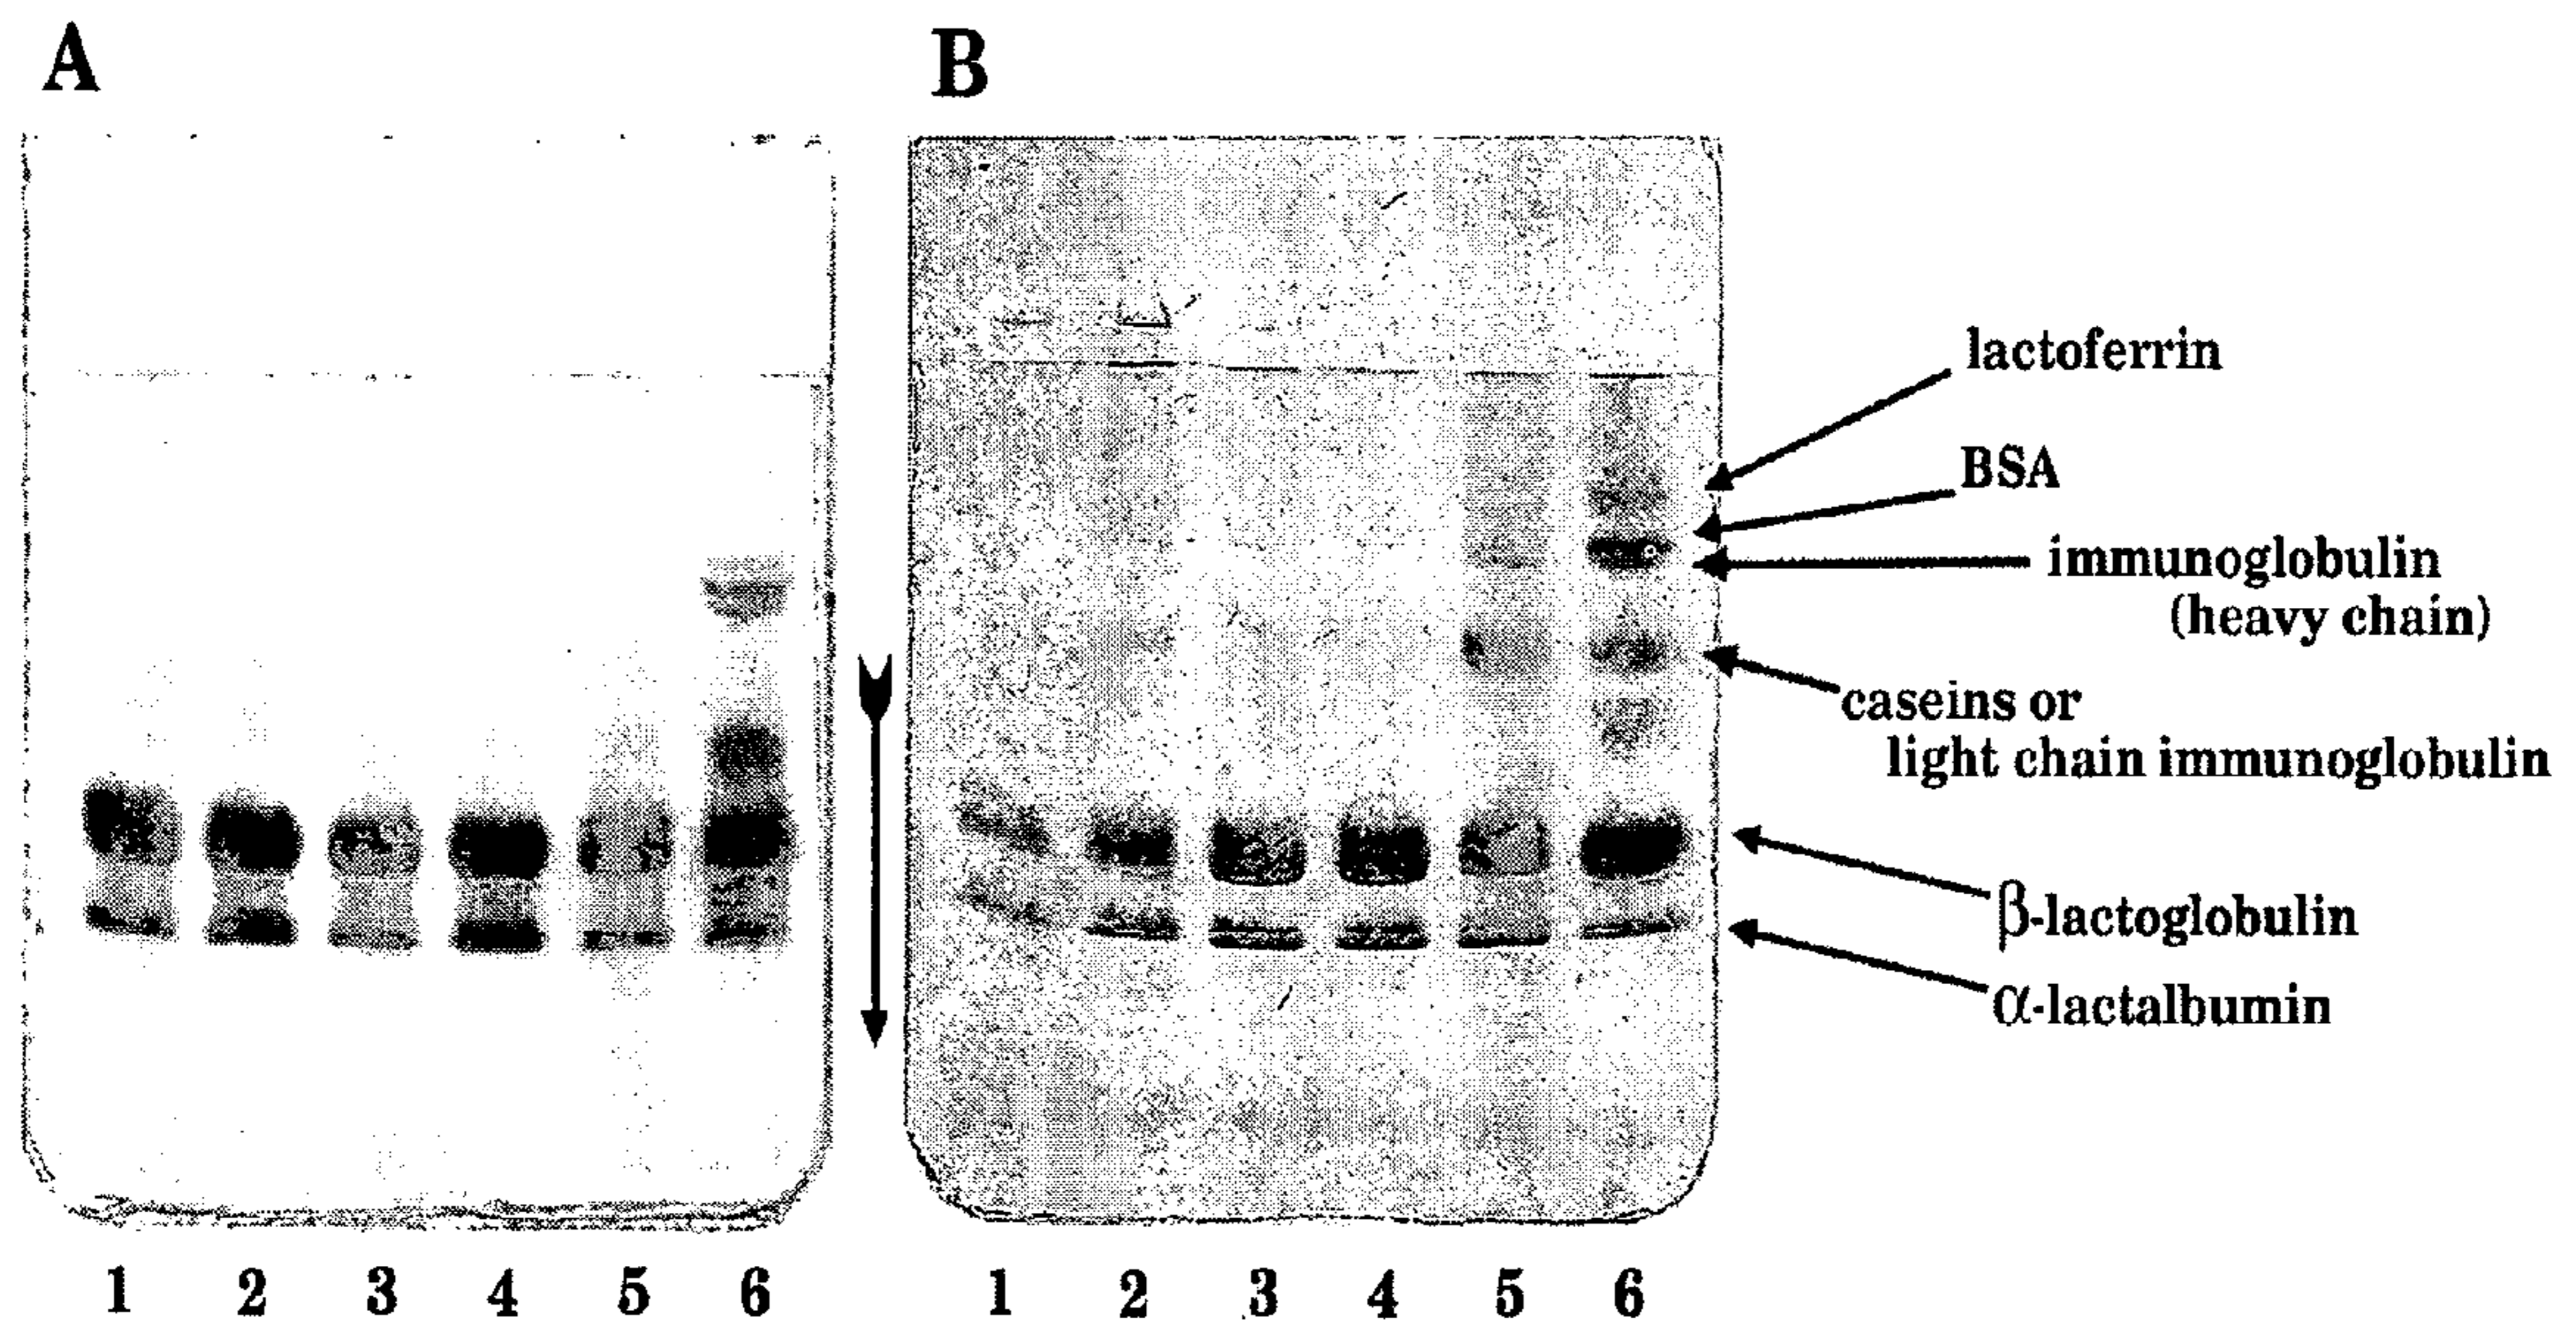 A
B
lactoferrin
BSA
immunoglobulin
(heavy chain)
caseins or
light chain immunoglobulin
β-lactoglobulin
α-lactalbumin
1 2 3 4 5 6
1 2 3 4 5 6